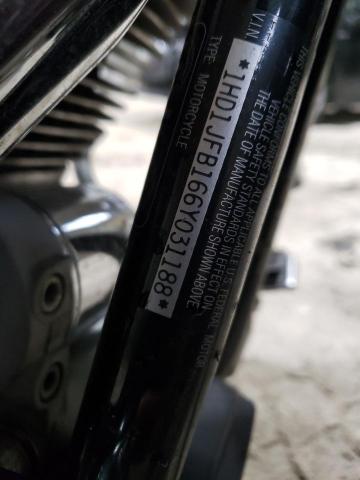 VIN
*1HD1JFB166Y031188*
TYPE MOTORCYCLE
THIS VEHICLE CONFORMS
TO ALL APPLICABLE U.S. FEDERAL MOTOR
VEHICLE SAFETY STANDARDS IN EFFECT ON
THE DATE OF MANUFACTURE SHOWN ABOVE